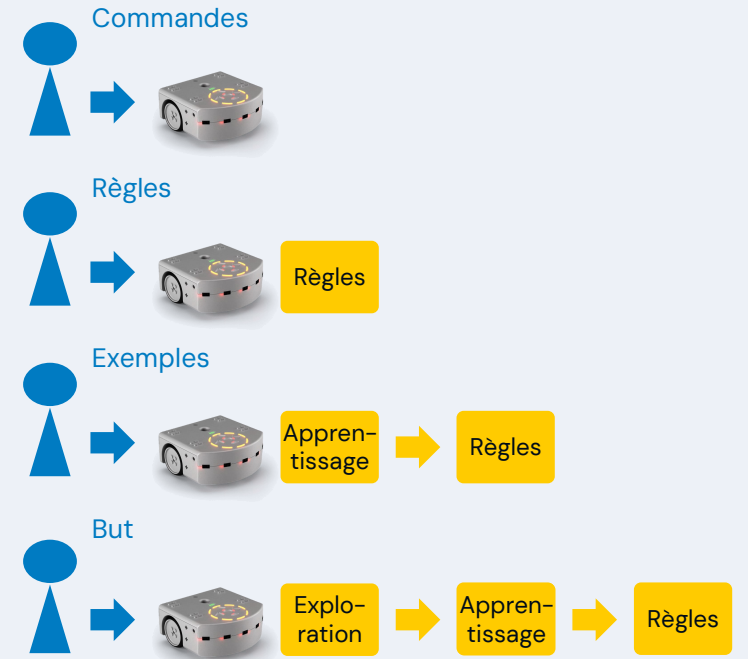 Commandes
Règles
Règles
Exemples
Appren-
tissage
Règles
But
Explo-
ration
Appren-
tissage
Règles